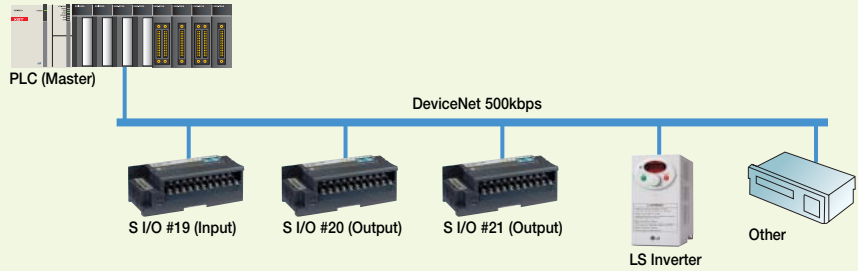 PLC (Master)
DeviceNet 500kbps
S I/O #19 (Input)
S I/O #20 (Output)
S I/O #21 (Output)
LS Inverter
Other